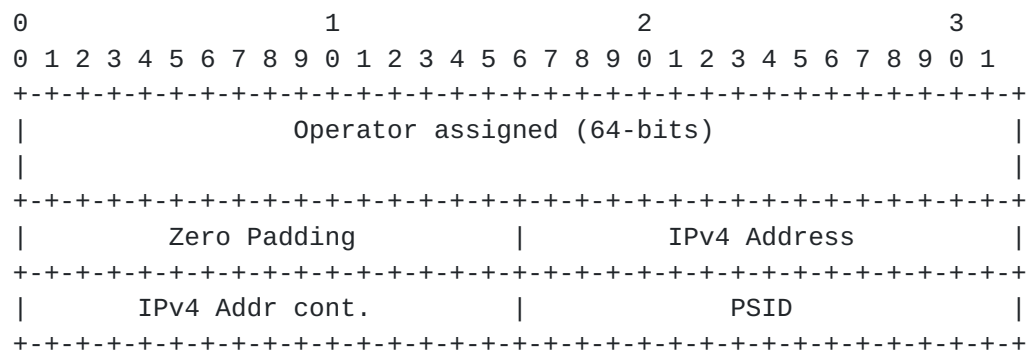 0                   1                   2                   3
0 1 2 3 4 5 6 7 8 9 0 1 2 3 4 5 6 7 8 9 0 1 2 3 4 5 6 7 8 9 0 1
+-+-+-+-+-+-+-+-+-+-+-+-+-+-+-+-+-+-+-+-+-+-+-+-+-+-+-+-+-+-+-+-+
|                 Operator assigned (64-bits)                   |
|                                                               |
+-+-+-+-+-+-+-+-+-+-+-+-+-+-+-+-+-+-+-+-+-+-+-+-+-+-+-+-+-+-+-+-+
|         Zero Padding          |         IPv4 Address          |
+-+-+-+-+-+-+-+-+-+-+-+-+-+-+-+-+-+-+-+-+-+-+-+-+-+-+-+-+-+-+-+-+
|       IPv4 Addr cont.         |             PSID              |
+-+-+-+-+-+-+-+-+-+-+-+-+-+-+-+-+-+-+-+-+-+-+-+-+-+-+-+-+-+-+-+-+